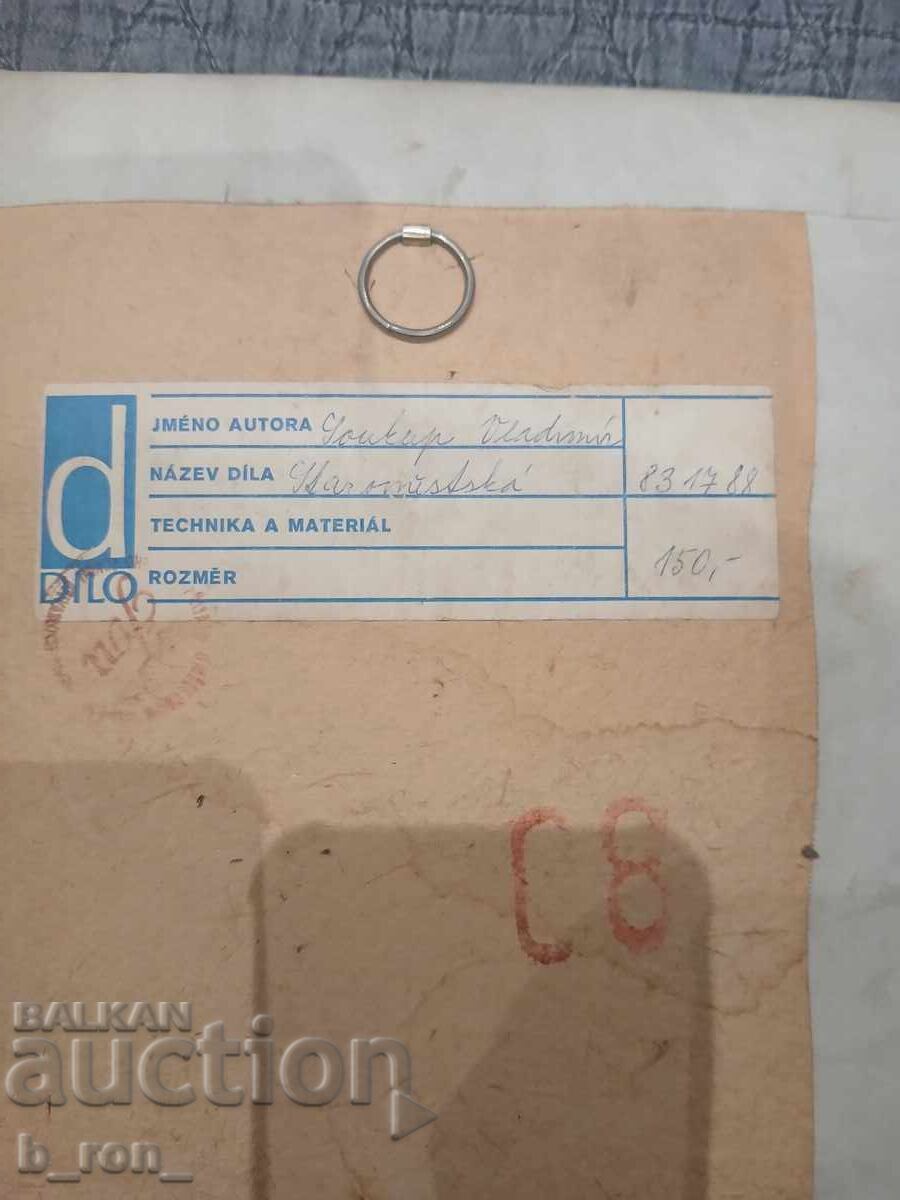 d
DÍLO
JMÉNO AUTORA Soukup Vladimír
NÁZEV DÍLA Staroměstská 831788
TECHNIKA A MATERIÁL
ROZMĚR 150,-
C8
BALKAN
auction
b_ron_